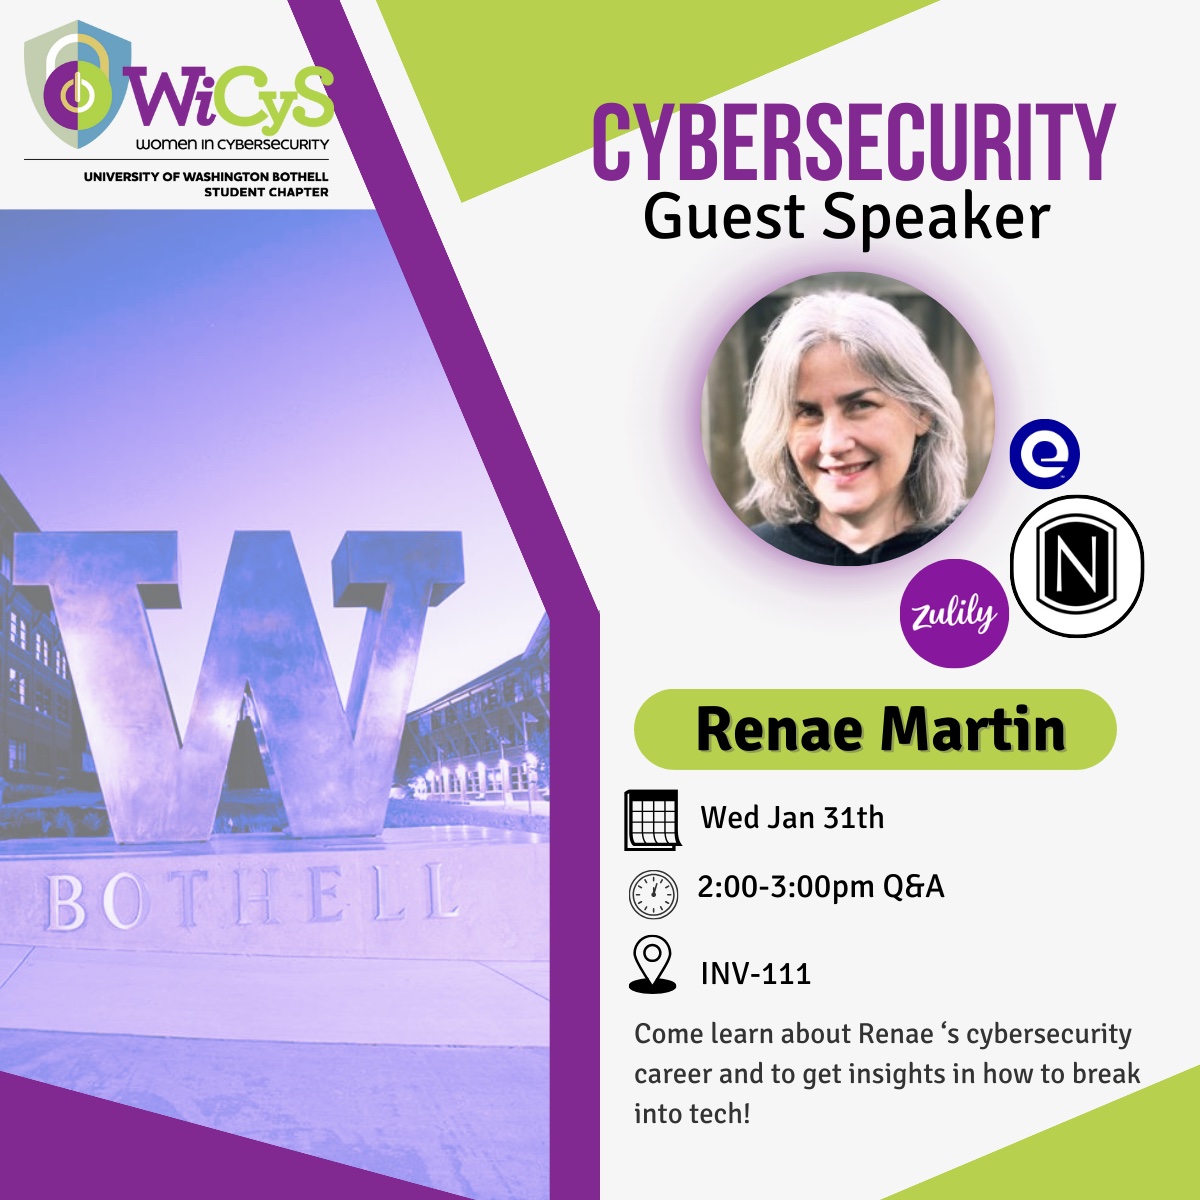 WiCyS
WOMEN IN CYBERSECURITY
UNIVERSITY OF WASHINGTON BOTHELL
STUDENT CHAPTER
CYBERSECURITY
Guest Speaker
e
N
zulily
Renae Martin
Wed Jan 31th
2:00-3:00pm Q&A
INV-111
Come learn about Renae ‘s cybersecurity
career and to get insights in how to break
into tech!
W
BOTHELL